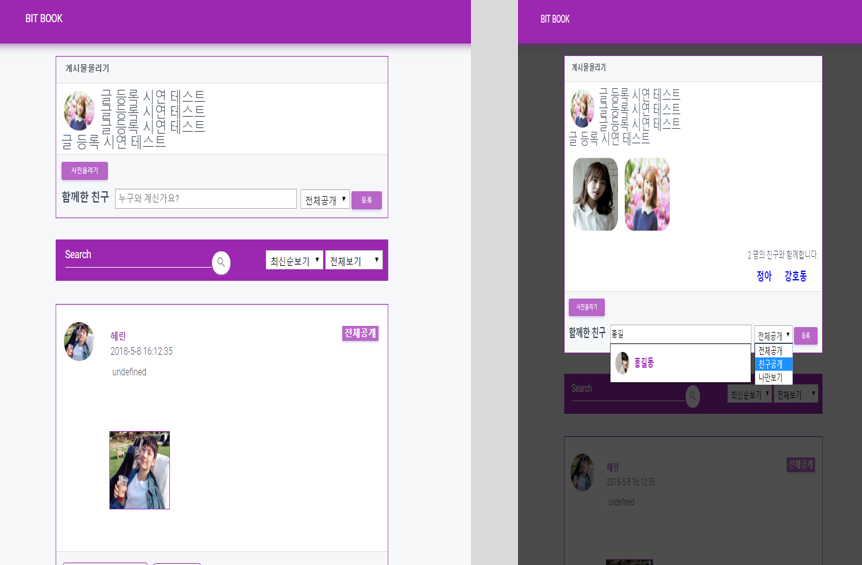 BIT BOOK
게시물올리기
글 등록 시연 테스트
글 등록 시연 테스트
글 등록 시연 테스트
글 등록 시연 테스트
사진올리기
함께한 친구 누구와 계신가요? 전체공개 등록
Search 최신순보기 전체보기
혜린 전체공개
2018-5-8 16:12:35
undefined
BIT BOOK
게시물올리기
글 등록 시연 테스트
글 등록 시연 테스트
글 등록 시연 테스트
글 등록 시연 테스트
2 명의 친구와 함께합니다
정아 강호동
사진올리기
함께한 친구 홍길 전체공개 등록
홍길동
전체공개
친구공개
나만보기
Search 최신순보기 전체보기
혜린 전체공개
2018-5-8 16:12:35
undefined